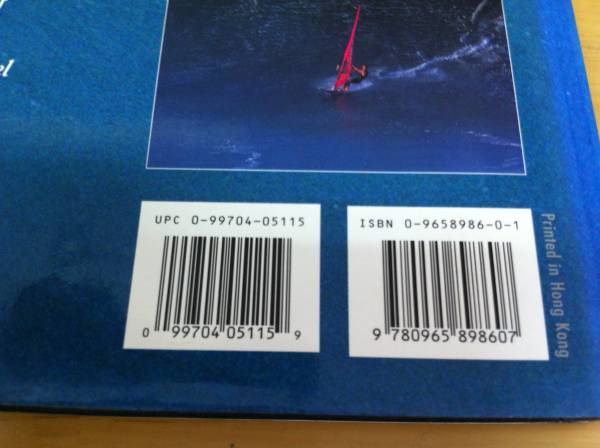 el
UPC 0-99704-05115
0 99704 05115 9
ISBN 0-9658986-0-1
9 780965 898607
Printed in Hong Kong